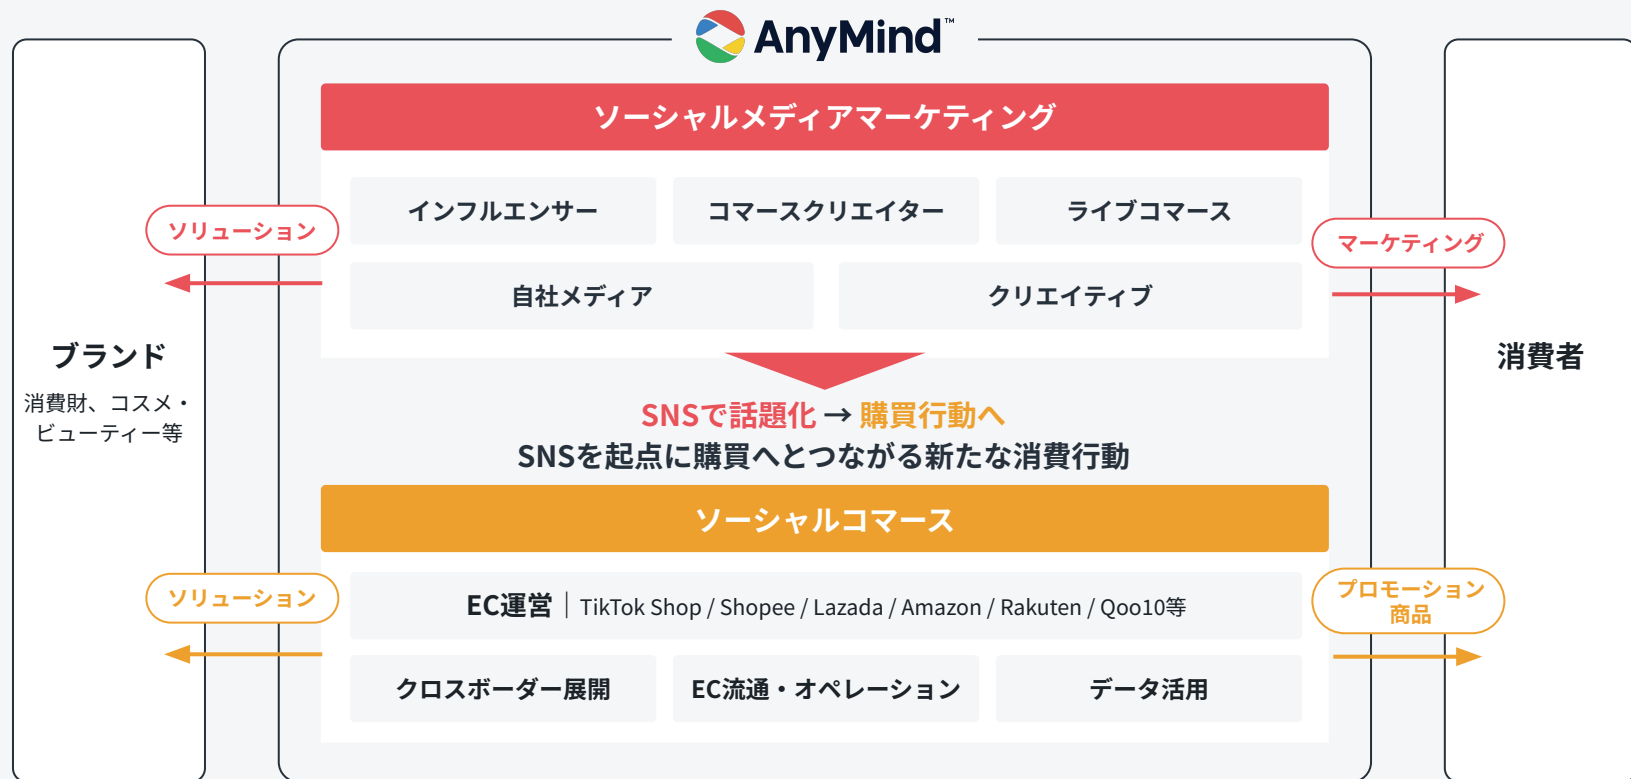 AnyMind™
ソーシャルメディアマーケティング
インフルエンサー
コマースクリエイター
ライブコマース
自社メディア
クリエイティブ
ソリューション
マーケティング
ブランド
消費財、コスメ・
ビューティー等
消費者
SNSで話題化 → 購買行動へ
SNSを起点に購買へとつながる新たな消費行動
ソーシャルコマース
EC運営｜TikTok Shop / Shopee / Lazada / Amazon / Rakuten / Qoo10等
クロスボーダー展開
EC流通・オペレーション
データ活用
ソリューション
プロモーション
商品